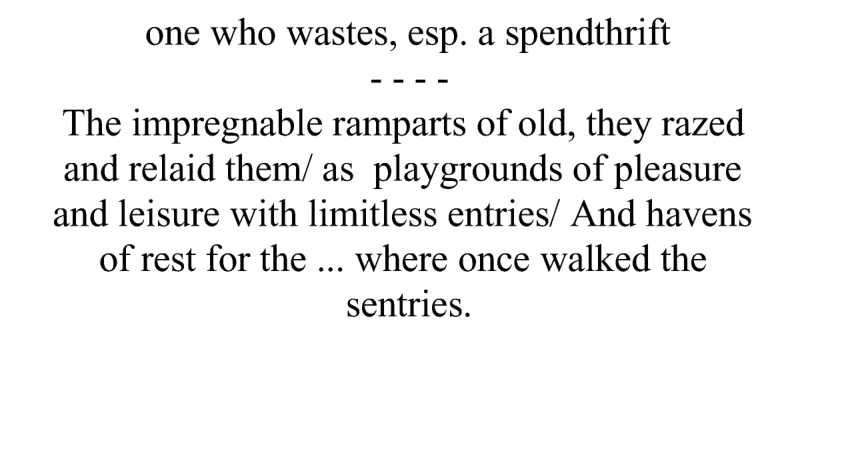 one who wastes, esp. a spendthrift
- - - -
The impregnable ramparts of old, they razed
and relaid them/ as  playgrounds of pleasure
and leisure with limitless entries/ And havens
of rest for the ... where once walked the
sentries.